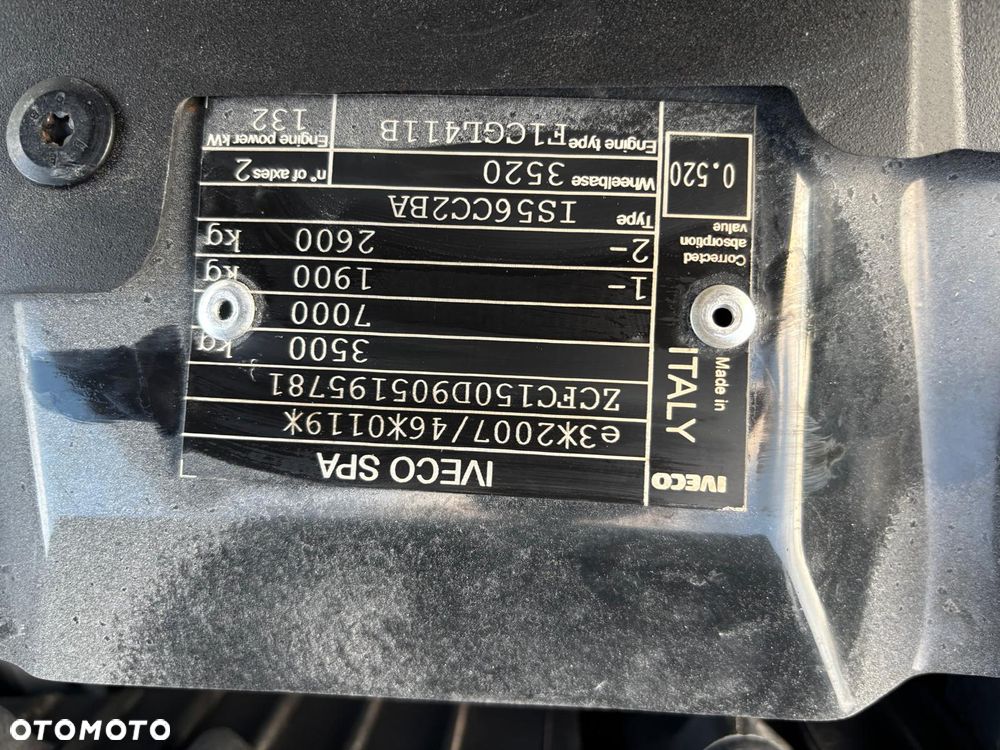 IVECO SPA
e3*2007/46*0119*
ZCFC150D905195781
3500 kg
7000
1- 1900 kg
2- 2600 kg
Type IS56CC2BA
Wheelbase 3520 n° of axles 2
Engine type F1CGL411B Engine power kW 132
IVECO
Made in
ITALY
Corrected
absorption
value
0.520
OTOMOTO